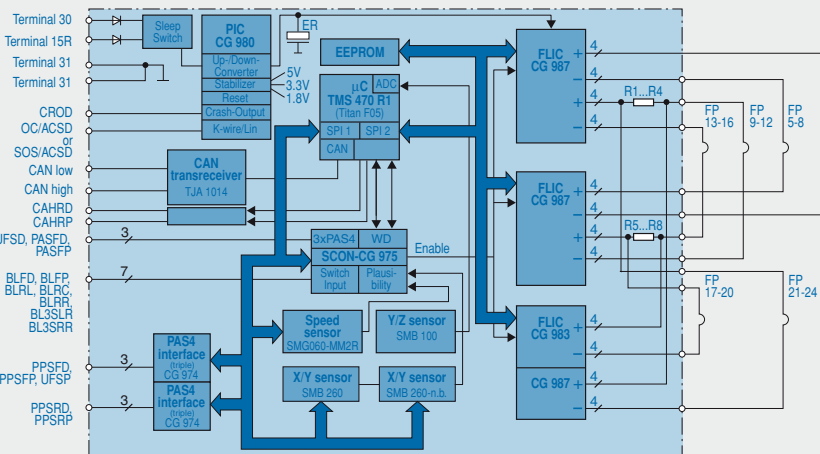 Terminal 30
Terminal 15R
Terminal 31
Terminal 31
CROD
OC/ACSD
or
SOS/ACSD
CAN low
CAN high
CAHRD
CAHRP
UFSD, PASFD,
PASFP
BLFD, BLFP,
BLRL, BLRC,
BLRR,
BL3SLR
BL3SRR
PPSFD,
PPSFP, UFSP
PPSRD,
PPSRP
3
7
3
3
Sleep
Switch
PIC
CG 980
Up-/Down-
Converter
Stabilizer
Reset
Crash-Output
K-wire/Lin
5V
3.3V
1.8V
ER
EEPROM
µC
ADC
TMS 470 R1
(Titan F05)
SPI 1
SPI 2
CAN
CAN
transreceiver
TJA 1014
3xPAS4
WD
SCON-CG 975
Switch
Input
Plausi-
bility
Enable
Speed
sensor
SMG060-MM2R
Y/Z sensor
SMB 100
X/Y sensor
SMB 260
X/Y sensor
SMB 260-n.b.
PAS4
interface
(triple)
CG 974
PAS4
interface
(triple)
CG 974
FLIC
CG 987
+
−
+
−
4
4
4
4
FLIC
CG 987
+
−
+
−
4
4
4
4
FLIC
CG 983
+
−
4
4
CG 987
+
−
4
4
R1...R4
R5...R8
FP
13-16
FP
9-12
FP
5-8
FP
17-20
FP
21-24